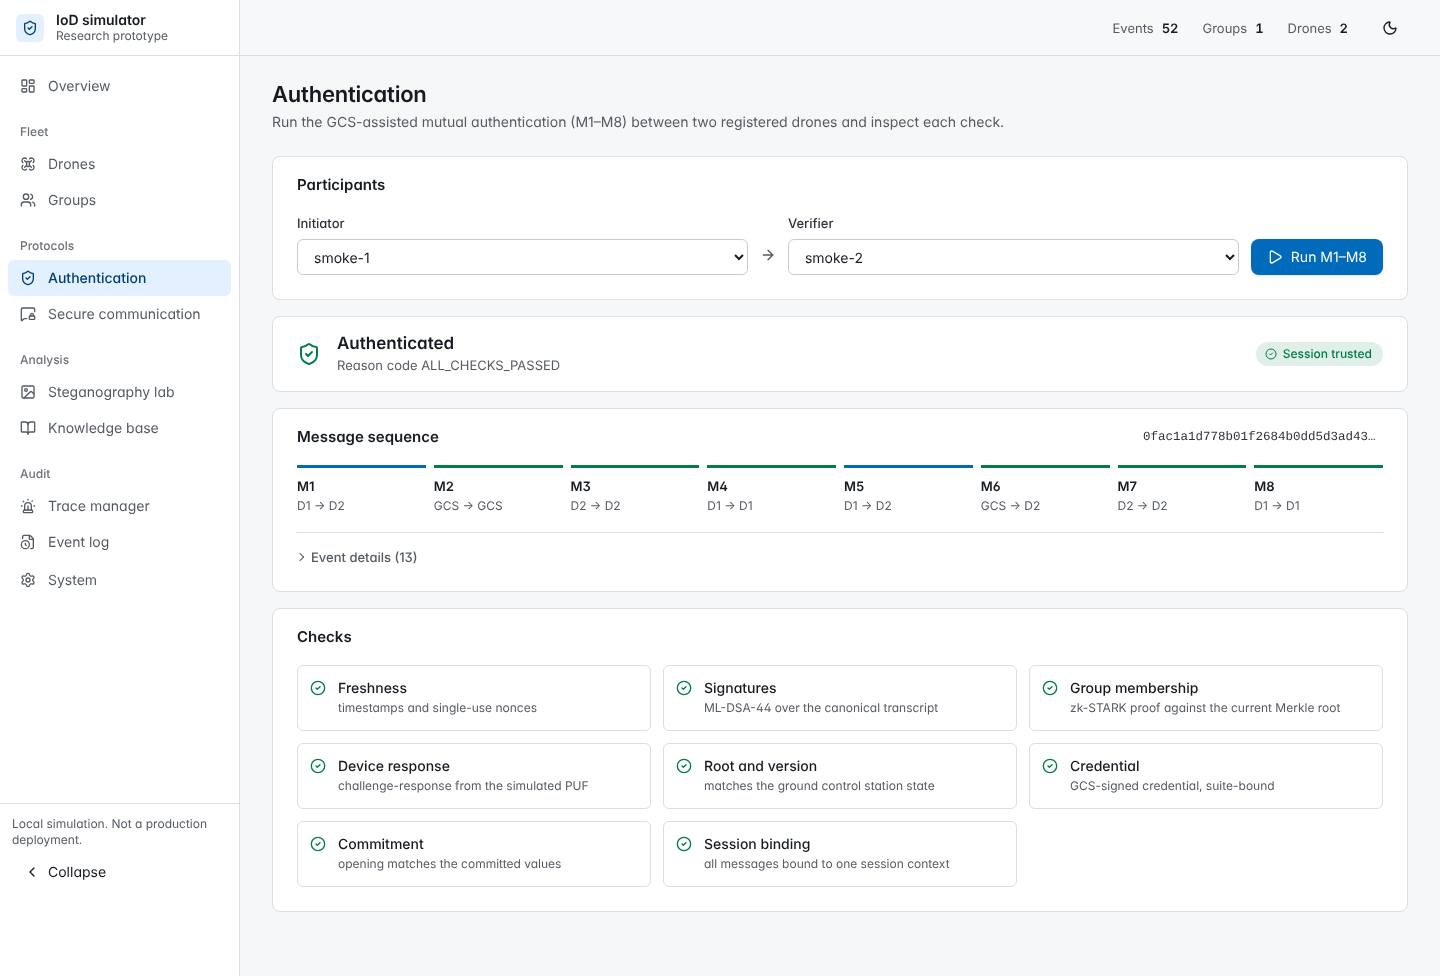 IoD simulator
Research prototype
Events 52 Groups 1 Drones 2
Overview
Fleet
Drones
Groups
Protocols
Authentication
Secure communication
Analysis
Steganography lab
Knowledge base
Audit
Trace manager
Event log
System
Local simulation. Not a production
deployment.
Collapse
Authentication
Run the GCS-assisted mutual authentication (M1–M8) between two registered drones and inspect each check.
Participants
Initiator
smoke-1
→
Verifier
smoke-2
Run M1–M8
Authenticated
Reason code ALL_CHECKS_PASSED
Session trusted
Message sequence
0fac1a1d778b01f2684b0dd5d3ad43…
M1
D1 → D2
M2
GCS → GCS
M3
D2 → D2
M4
D1 → D1
M5
D1 → D2
M6
GCS → D2
M7
D2 → D2
M8
D1 → D1
Event details (13)
Checks
Freshness
timestamps and single-use nonces
Signatures
ML-DSA-44 over the canonical transcript
Group membership
zk-STARK proof against the current Merkle root
Device response
challenge-response from the simulated PUF
Root and version
matches the ground control station state
Credential
GCS-signed credential, suite-bound
Commitment
opening matches the committed values
Session binding
all messages bound to one session context